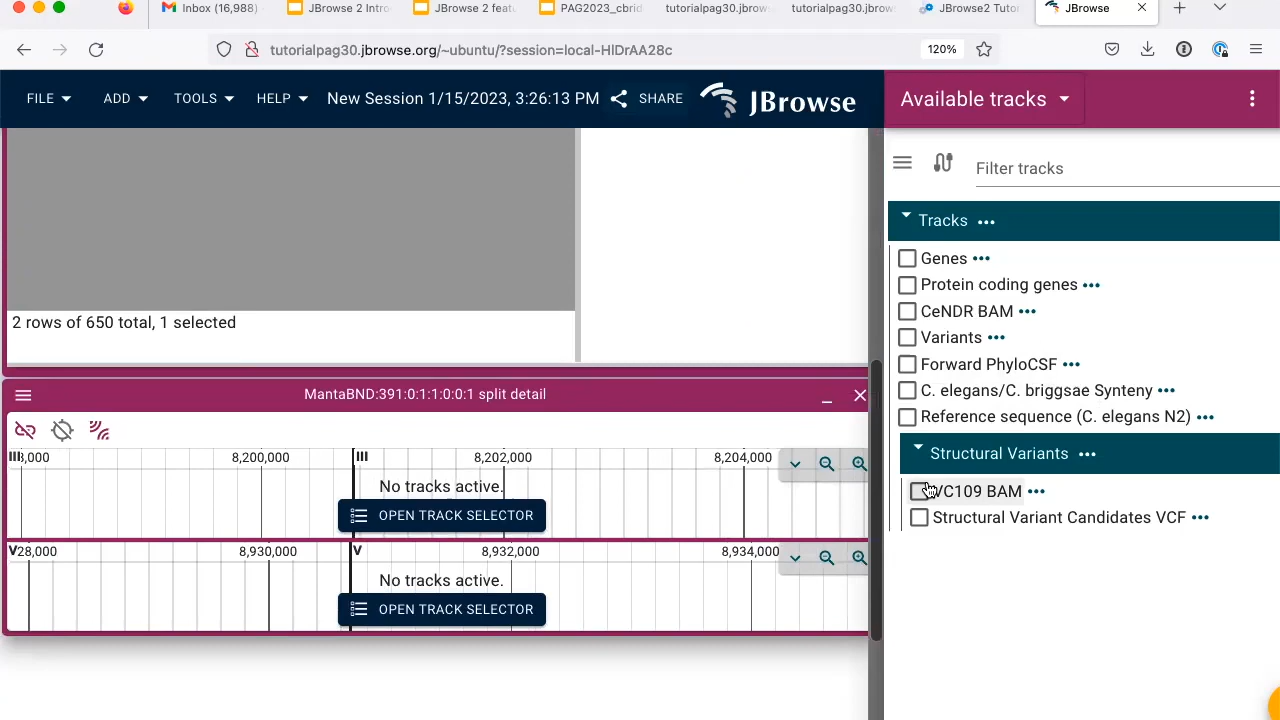 Inbox (16,988)
JBrowse 2 Intro
JBrowse 2 feat
PAG2023_cbrid
tutorialpag30.jbrows
tutorialpag30.jbrow
JBrowse2 Tutor
JBrowse
tutorialpag30.jbrowse.org/~ubuntu/?session=local-HlDrAA28c
120%
FILE ADD TOOLS HELP New Session 1/15/2023, 3:26:13 PM SHARE JBrowse
Available tracks
Filter tracks
Tracks
Genes
Protein coding genes
CeNDR BAM
Variants
Forward PhyloCSF
C. elegans/C. briggsae Synteny
Reference sequence (C. elegans N2)
Structural Variants
VC109 BAM
Structural Variant Candidates VCF
2 rows of 650 total, 1 selected
MantaBND:391:0:1:1:0:0:1 split detail
III 8,000 8,200,000 III 8,202,000 8,204,000
No tracks active.
OPEN TRACK SELECTOR
V 28,000 8,930,000 V 8,932,000 8,934,000
No tracks active.
OPEN TRACK SELECTOR